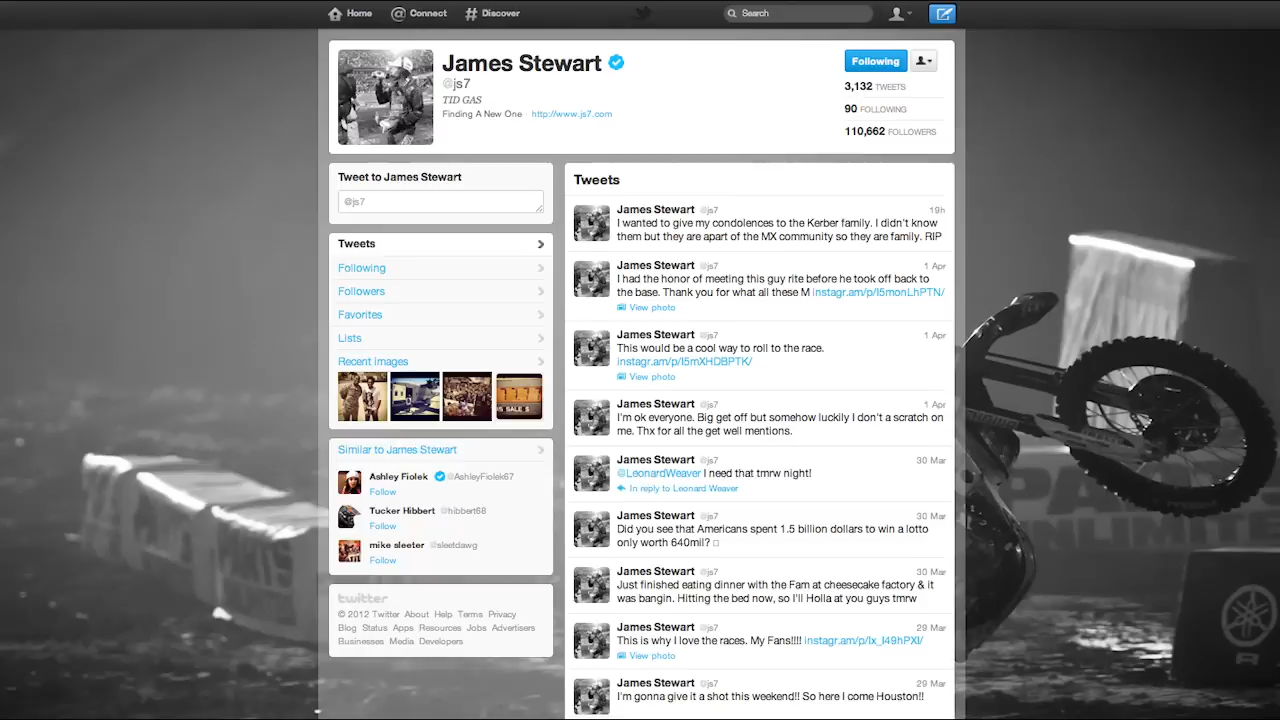 Home
Connect
Discover
Search
James Stewart
@js7
TID GAS
Finding A New One · http://www.js7.com
Following
3,132 TWEETS
90 FOLLOWING
110,662 FOLLOWERS
Tweet to James Stewart
@js7
Tweets
Following
Followers
Favorites
Lists
Recent images
Similar to James Stewart
Ashley Fiolek @AshleyFiolek67
Follow
Tucker Hibbert @hibbert68
Follow
mike sleeter @sleetdawg
Follow
twitter
© 2012 Twitter About Help Terms Privacy
Blog Status Apps Resources Jobs Advertisers
Businesses Media Developers
Tweets
James Stewart @js7 19h
I wanted to give my condolences to the Kerber family. I didn't know
them but they are apart of the MX community so they are family. RIP
James Stewart @js7 1 Apr
I had the honor of meeting this guy rite before he took off back to
the base. Thank you for what all these M instagr.am/p/I5monLhPTN/
View photo
James Stewart @js7 1 Apr
This would be a cool way to roll to the race.
instagr.am/p/I5mXHDBPTK/
View photo
James Stewart @js7 1 Apr
I'm ok everyone. Big get off but somehow luckily I don't a scratch on
me. Thx for all the get well mentions.
James Stewart @js7 30 Mar
@LeonardWeaver I need that tmrw night!
In reply to Leonard Weaver
James Stewart @js7 30 Mar
Did you see that Americans spent 1.5 billion dollars to win a lotto
only worth 640mil?
James Stewart @js7 30 Mar
Just finished eating dinner with the Fam at cheesecake factory & it
was bangin. Hitting the bed now, so I'll Holla at you guys tmrw
James Stewart @js7 29 Mar
This is why I love the races. My Fans!!!! instagr.am/p/Ix_I49hPXI/
View photo
James Stewart @js7 29 Mar
I'm gonna give it a shot this weekend!! So here I come Houston!!